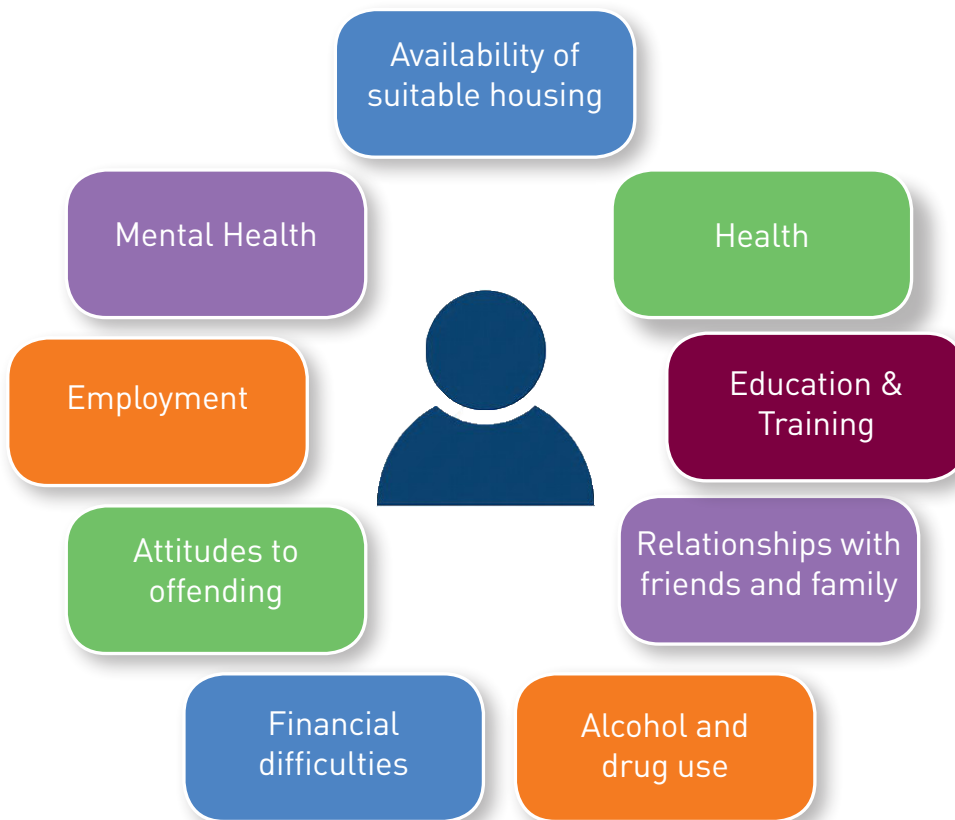 Availability of
suitable housing
Mental Health
Health
Employment
Education &
Training
Attitudes to
offending
Relationships with
friends and family
Financial
difficulties
Alcohol and
drug use